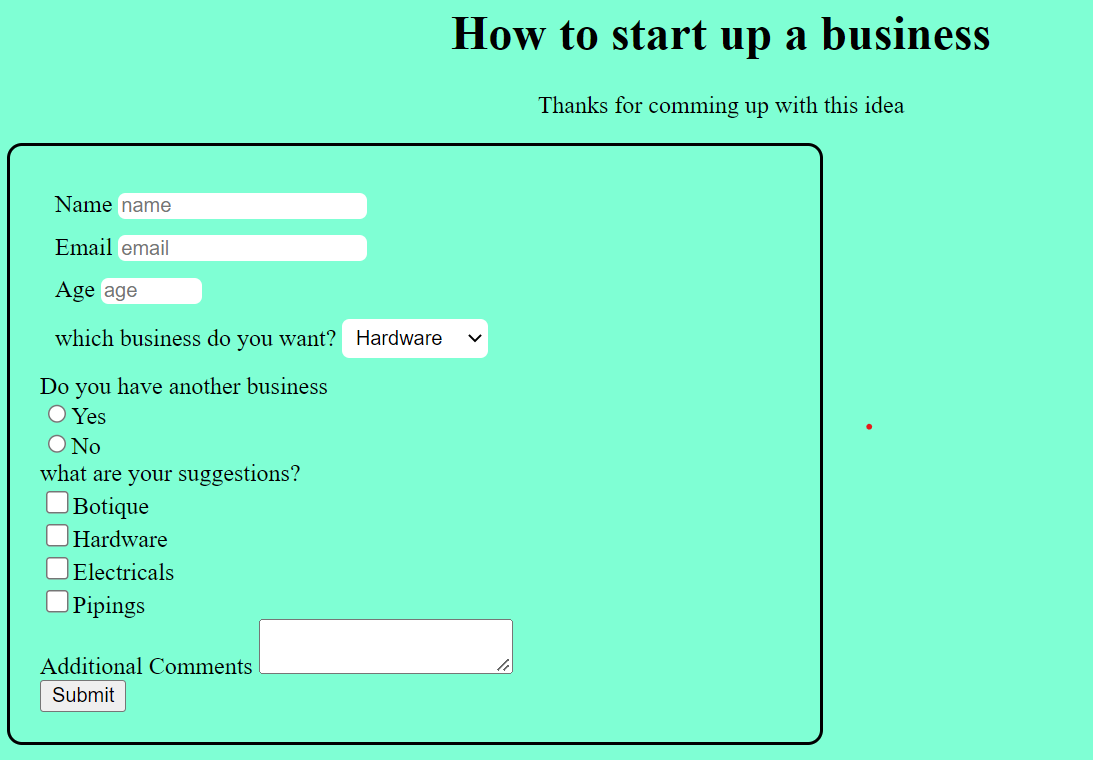 How to start up a business
Thanks for comming up with this idea
Name name
Email email
Age age
which business do you want? Hardware
Do you have another business
Yes
No
what are your suggestions?
Botique
Hardware
Electricals
Pipings
Additional Comments
Submit